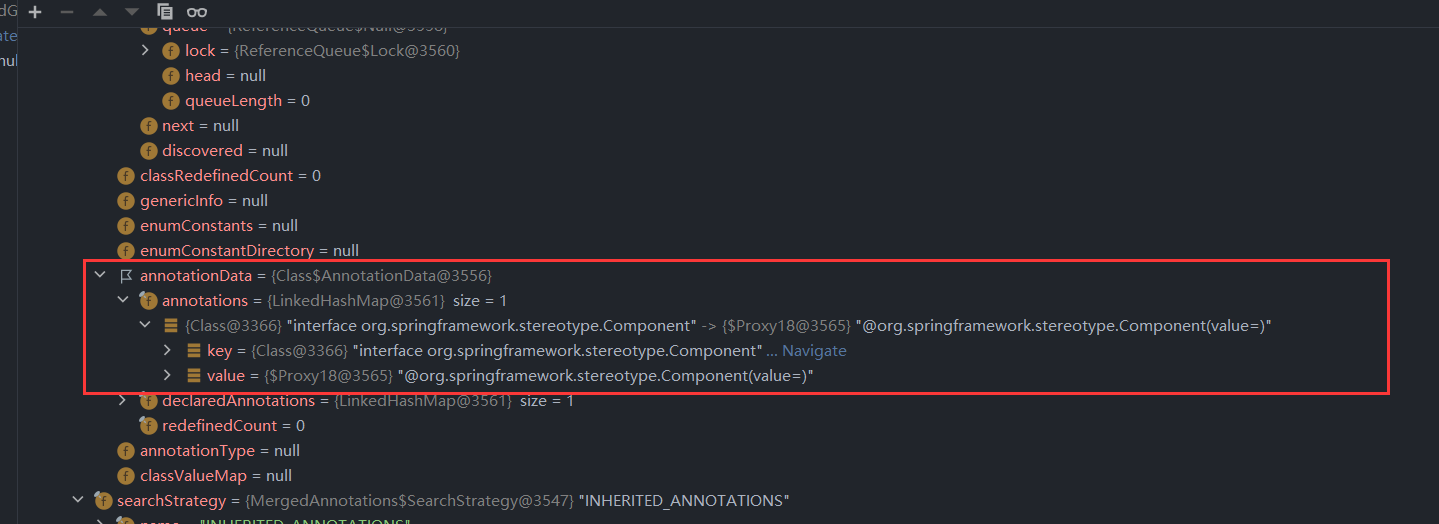 dG
ate
nul
queue = {ReferenceQueue$Null@3558}
lock = {ReferenceQueue$Lock@3560}
head = null
queueLength = 0
next = null
discovered = null
classRedefinedCount = 0
genericInfo = null
enumConstants = null
enumConstantDirectory = null
annotationData = {Class$AnnotationData@3556}
annotations = {LinkedHashMap@3561} size = 1
{Class@3366} "interface org.springframework.stereotype.Component" -> {$Proxy18@3565} "@org.springframework.stereotype.Component(value=)"
key = {Class@3366} "interface org.springframework.stereotype.Component" ... Navigate
value = {$Proxy18@3565} "@org.springframework.stereotype.Component(value=)"
declaredAnnotations = {LinkedHashMap@3561} size = 1
redefinedCount = 0
annotationType = null
classValueMap = null
searchStrategy = {MergedAnnotations$SearchStrategy@3547} "INHERITED_ANNOTATIONS"
name = "INHERITED_ANNOTATIONS"